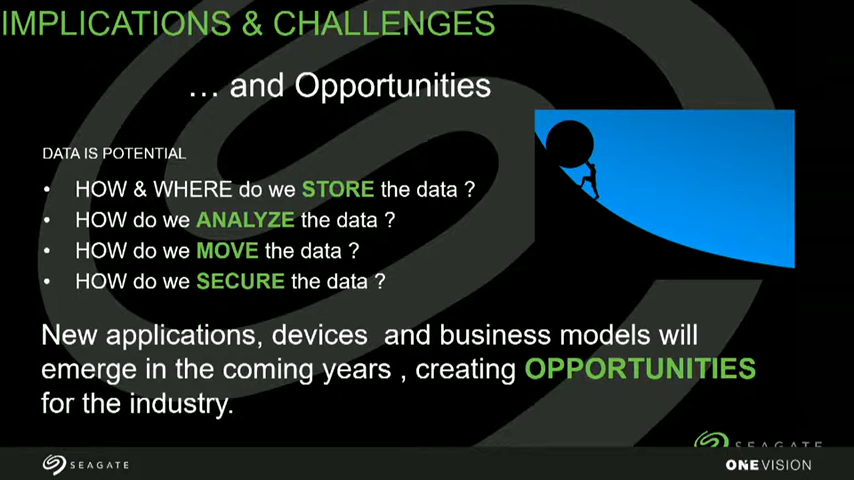 IMPLICATIONS & CHALLENGES
… and Opportunities
DATA IS POTENTIAL
• HOW & WHERE do we STORE the data ?
• HOW do we ANALYZE the data ?
• HOW do we MOVE the data ?
• HOW do we SECURE the data ?
New applications, devices and business models will
emerge in the coming years , creating OPPORTUNITIES
for the industry.
SEAGATE
SEAGATE
ONEVISION